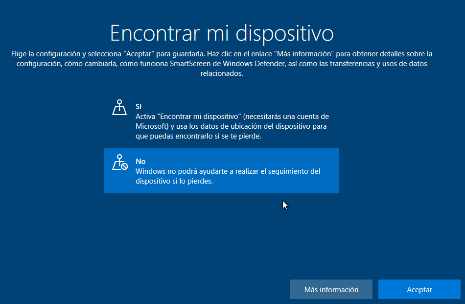 Encontrar mi dispositivo
Elige la configuración y selecciona "Aceptar" para guardarla. Haz clic en el enlace "Más información" para obtener detalles sobre la
configuración, cómo cambiarla, cómo funciona SmartScreen de Windows Defender, así como las transferencias y usos de datos
relacionados.
Sí
Activa "Encontrar mi dispositivo" (necesitarás una cuenta de
Microsoft) y usa los datos de ubicación del dispositivo para
que puedas encontrarlo si se te pierde.
No
Windows no podrá ayudarte a realizar el seguimiento del
dispositivo si lo pierdes.
Más información
Aceptar